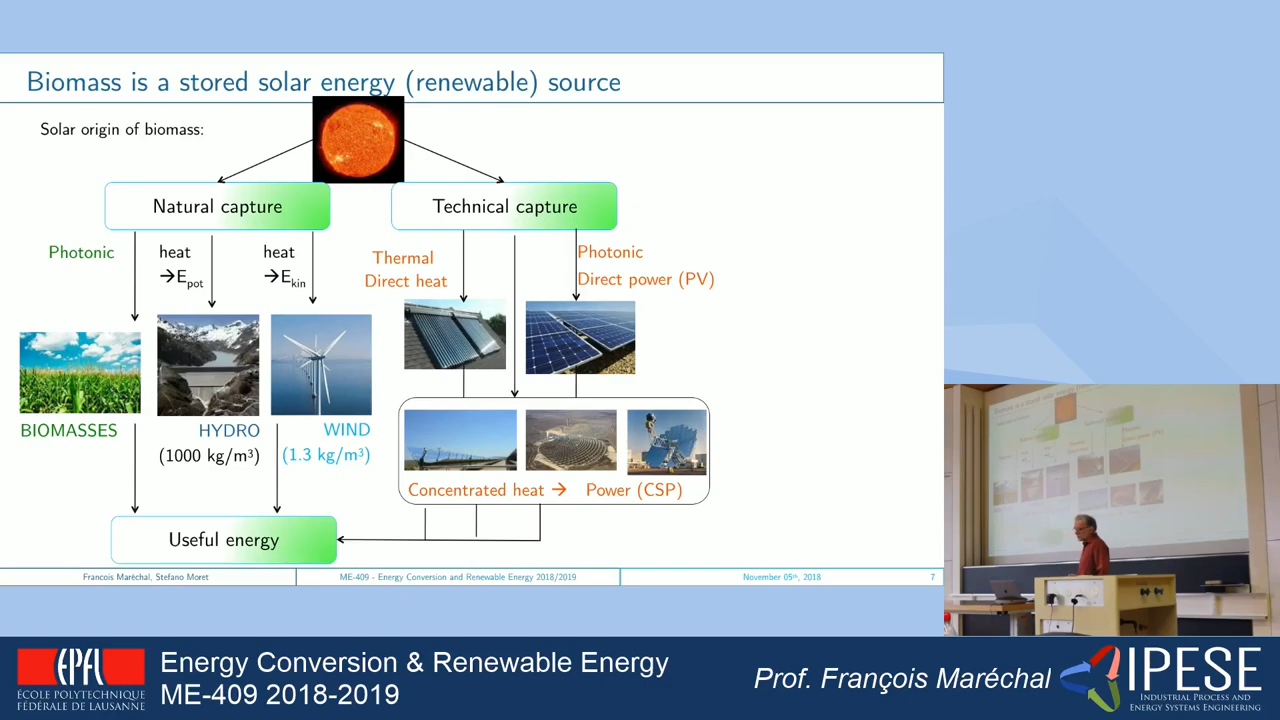 Biomass is a stored solar energy (renewable) source
Solar origin of biomass:
Natural capture
Technical capture
Photonic
heat
→Epot
heat
→Ekin
Thermal
Direct heat
Photonic
Direct power (PV)
BIOMASSES
HYDRO
(1000 kg/m³)
WIND
(1.3 kg/m³)
Concentrated heat → Power (CSP)
Useful energy
Francois Maréchal, Stefano Moret
ME-409 - Energy Conversion and Renewable Energy 2018/2019
November 05th, 2018
7
EPFL
ÉCOLE POLYTECHNIQUE
FÉDÉRALE DE LAUSANNE
Energy Conversion & Renewable Energy
ME-409 2018-2019
Prof. François Maréchal
IPESE
INDUSTRIAL PROCESS AND
ENERGY SYSTEMS ENGINEERING